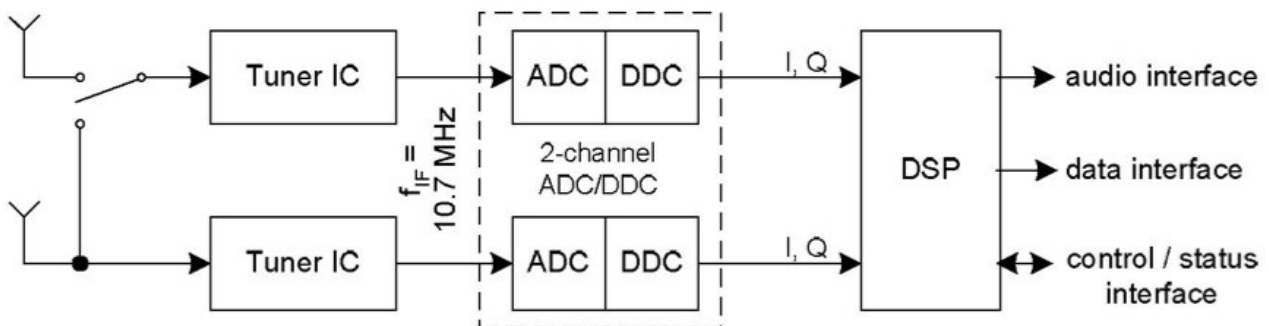 Tuner IC
f_IF =
10.7 MHz
ADC
DDC
I, Q
2-channel
ADC/DDC
DSP
audio interface
data interface
Tuner IC
ADC
DDC
I, Q
control / status
interface